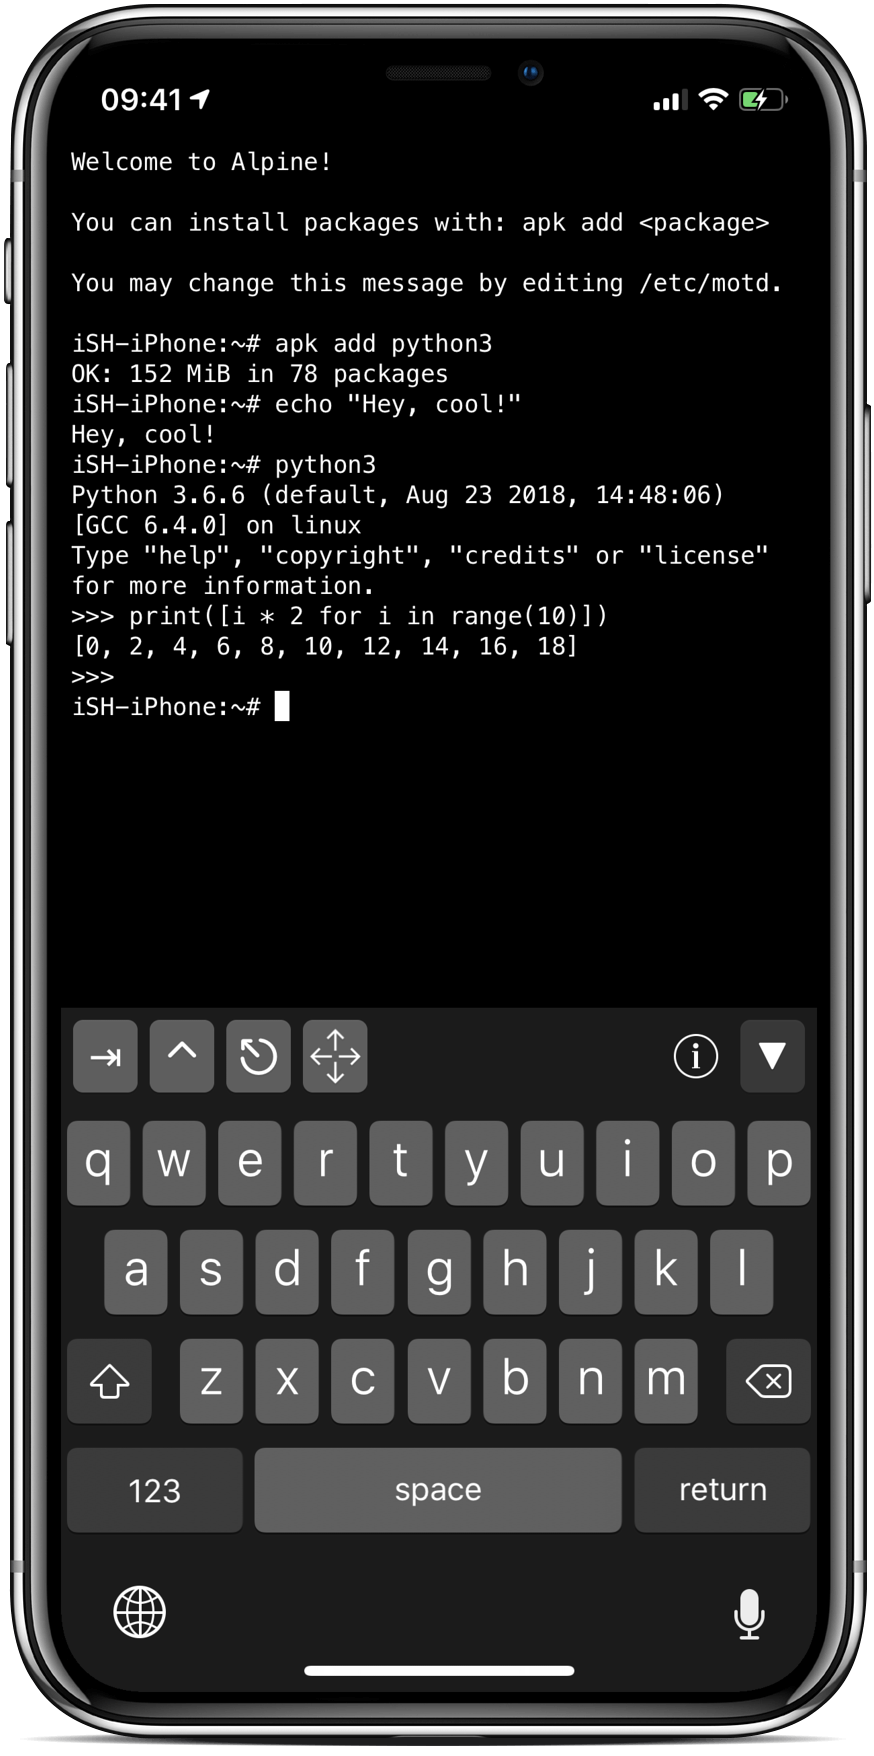 09:41
Welcome to Alpine!
You can install packages with: apk add <package>
You may change this message by editing /etc/motd.
iSH-iPhone:~# apk add python3
OK: 152 MiB in 78 packages
iSH-iPhone:~# echo "Hey, cool!"
Hey, cool!
iSH-iPhone:~# python3
Python 3.6.6 (default, Aug 23 2018, 14:48:06)
[GCC 6.4.0] on linux
Type "help", "copyright", "credits" or "license"
for more information.
>>> print([i * 2 for i in range(10)])
[0, 2, 4, 6, 8, 10, 12, 14, 16, 18]
>>>
iSH-iPhone:~#
i
q w e r t y u i o p
a s d f g h j k l
z x c v b n m
123 space return